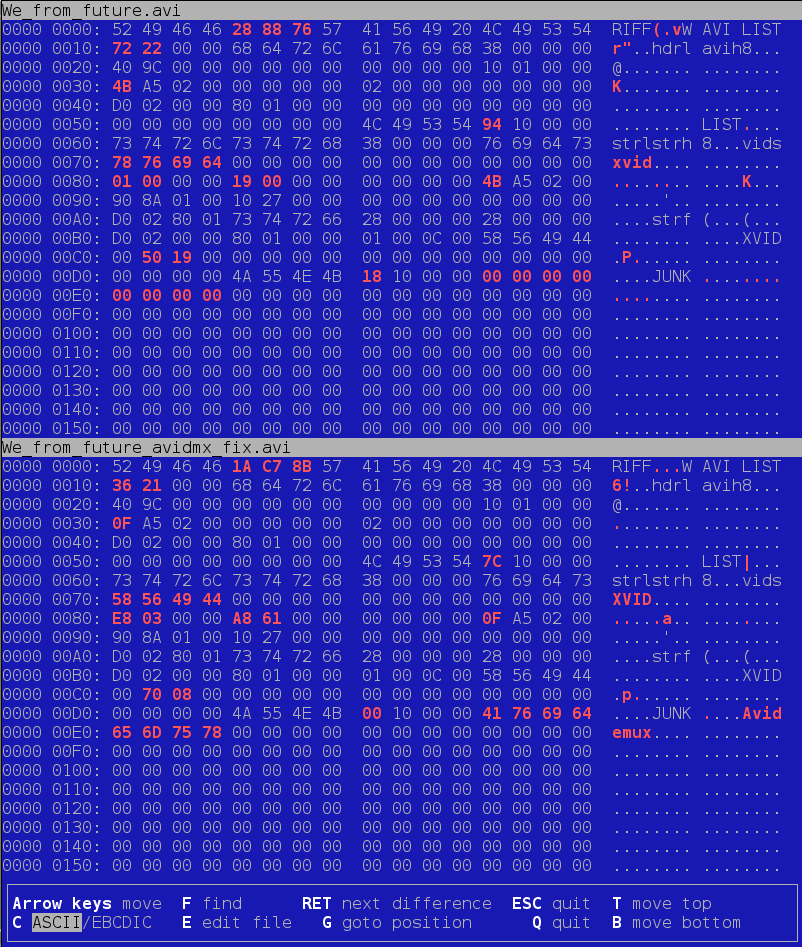 We_from_future.avi
0000 0000: 52 49 46 46 28 88 76 57 41 56 49 20 4C 49 53 54 RIFF(.vW AVI LIST
0000 0010: 72 22 00 00 68 64 72 6C 61 76 69 68 38 00 00 00 r"..hdrl avih8...
0000 0020: 40 9C 00 00 00 00 00 00 00 00 00 00 10 01 00 00 @....... ........
0000 0030: 4B A5 02 00 00 00 00 00 02 00 00 00 00 00 00 00 K....... ........
0000 0040: D0 02 00 00 80 01 00 00 00 00 00 00 00 00 00 00 ........ ........
0000 0050: 00 00 00 00 00 00 00 00 4C 49 53 54 94 10 00 00 ........ LIST....
0000 0060: 73 74 72 6C 73 74 72 68 38 00 00 00 76 69 64 73 strlstrh 8...vids
0000 0070: 78 76 69 64 00 00 00 00 00 00 00 00 00 00 00 00 xvid.... ........
0000 0080: 01 00 00 00 19 00 00 00 00 00 00 00 4B A5 02 00 ........ ....K...
0000 0090: 90 8A 01 00 10 27 00 00 00 00 00 00 00 00 00 00 .....'.. ........
0000 00A0: D0 02 80 01 73 74 72 66 28 00 00 00 28 00 00 00 ....strf (...(...
0000 00B0: D0 02 00 00 80 01 00 00 01 00 0C 00 58 56 49 44 ........ ....XVID
0000 00C0: 00 50 19 00 00 00 00 00 00 00 00 00 00 00 00 00 .P...... ........
0000 00D0: 00 00 00 00 4A 55 4E 4B 18 10 00 00 00 00 00 00 ....JUNK ........
0000 00E0: 00 00 00 00 00 00 00 00 00 00 00 00 00 00 00 00 ........ ........
0000 00F0: 00 00 00 00 00 00 00 00 00 00 00 00 00 00 00 00 ........ ........
0000 0100: 00 00 00 00 00 00 00 00 00 00 00 00 00 00 00 00 ........ ........
0000 0110: 00 00 00 00 00 00 00 00 00 00 00 00 00 00 00 00 ........ ........
0000 0120: 00 00 00 00 00 00 00 00 00 00 00 00 00 00 00 00 ........ ........
0000 0130: 00 00 00 00 00 00 00 00 00 00 00 00 00 00 00 00 ........ ........
0000 0140: 00 00 00 00 00 00 00 00 00 00 00 00 00 00 00 00 ........ ........
0000 0150: 00 00 00 00 00 00 00 00 00 00 00 00 00 00 00 00 ........ ........
We_from_future_avidmx_fix.avi
0000 0000: 52 49 46 46 1A C7 8B 57 41 56 49 20 4C 49 53 54 RIFF...W AVI LIST
0000 0010: 36 21 00 00 68 64 72 6C 61 76 69 68 38 00 00 00 6!..hdrl avih8...
0000 0020: 40 9C 00 00 00 00 00 00 00 00 00 00 10 01 00 00 @....... ........
0000 0030: 0F A5 02 00 00 00 00 00 02 00 00 00 00 00 00 00 ........ ........
0000 0040: D0 02 00 00 80 01 00 00 00 00 00 00 00 00 00 00 ........ ........
0000 0050: 00 00 00 00 00 00 00 00 4C 49 53 54 7C 10 00 00 ........ LIST|...
0000 0060: 73 74 72 6C 73 74 72 68 38 00 00 00 76 69 64 73 strlstrh 8...vids
0000 0070: 58 56 49 44 00 00 00 00 00 00 00 00 00 00 00 00 XVID.... ........
0000 0080: E8 03 00 00 A8 61 00 00 00 00 00 00 0F A5 02 00 .....a.. ........
0000 0090: 90 8A 01 00 10 27 00 00 00 00 00 00 00 00 00 00 .....'.. ........
0000 00A0: D0 02 80 01 73 74 72 66 28 00 00 00 28 00 00 00 ....strf (...(...
0000 00B0: D0 02 00 00 80 01 00 00 01 00 0C 00 58 56 49 44 ........ ....XVID
0000 00C0: 00 70 08 00 00 00 00 00 00 00 00 00 00 00 00 00 .p...... ........
0000 00D0: 00 00 00 00 4A 55 4E 4B 00 10 00 00 41 76 69 64 ....JUNK ....Avid
0000 00E0: 65 6D 75 78 00 00 00 00 00 00 00 00 00 00 00 00 emux.... ........
0000 00F0: 00 00 00 00 00 00 00 00 00 00 00 00 00 00 00 00 ........ ........
0000 0100: 00 00 00 00 00 00 00 00 00 00 00 00 00 00 00 00 ........ ........
0000 0110: 00 00 00 00 00 00 00 00 00 00 00 00 00 00 00 00 ........ ........
0000 0120: 00 00 00 00 00 00 00 00 00 00 00 00 00 00 00 00 ........ ........
0000 0130: 00 00 00 00 00 00 00 00 00 00 00 00 00 00 00 00 ........ ........
0000 0140: 00 00 00 00 00 00 00 00 00 00 00 00 00 00 00 00 ........ ........
0000 0150: 00 00 00 00 00 00 00 00 00 00 00 00 00 00 00 00 ........ ........
Arrow keys move F find RET next difference ESC quit T move top
C ASCII/EBCDIC E edit file G goto position Q quit B move bottom